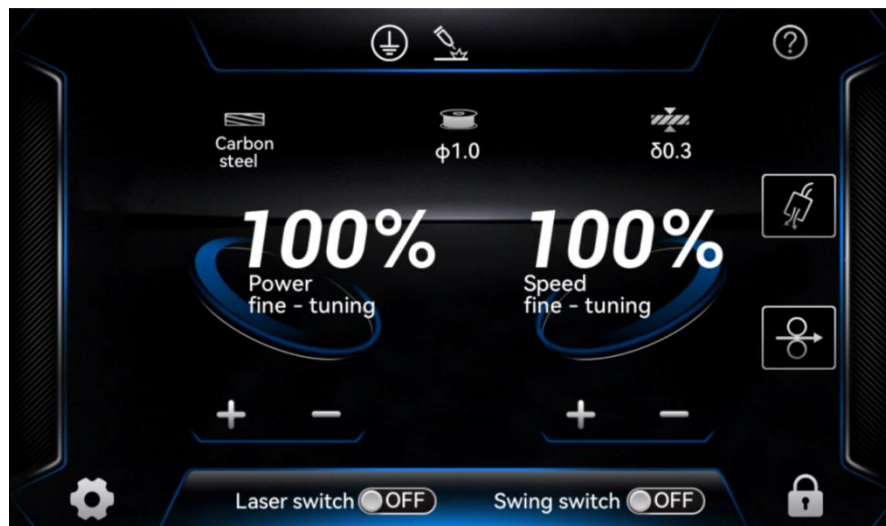 ?
Carbon
steel
φ1.0
δ0.3
100%
Power
fine - tuning
100%
Speed
fine - tuning
+ −
+ −
Laser switch OFF
Swing switch OFF